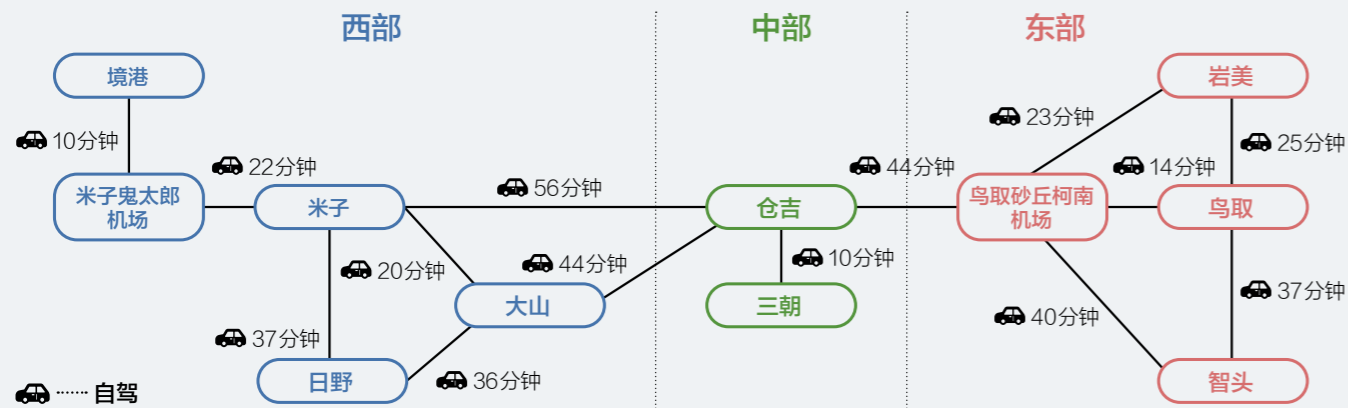 西部
中部
东部
境港
岩美
10分钟
23分钟
25分钟
22分钟
56分钟
44分钟
14分钟
米子鬼太郎
机场
米子
仓吉
鸟取砂丘柯南
机场
鸟取
20分钟
44分钟
10分钟
大山
三朝
37分钟
37分钟
40分钟
日野
36分钟
智头
······ 自驾